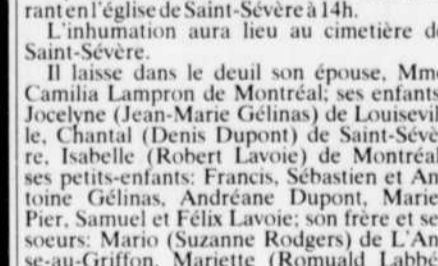 rant en l'église de Saint-Sévère à 14h.
L'inhumation aura lieu au cimetière d
Saint-Sévère.
Il laisse dans le deuil son épouse, Mm
Camilia Lampron de Montréal; ses enfants
Jocelyne (Jean-Marie Gélinas) de Louisevil
le, Chantal (Denis Dupont) de Saint-Sévè
re, Isabelle (Robert Lavoie) de Montréal
ses petits-enfants: Francis, Sébastien et An
toine Gélinas, Andréane Dupont, Marie
Pier, Samuel et Félix Lavoie; son frère et se
soeurs: Mario (Suzanne Rodgers) de L'An
se-au-Griffon, Mariette (Romuald Labbé